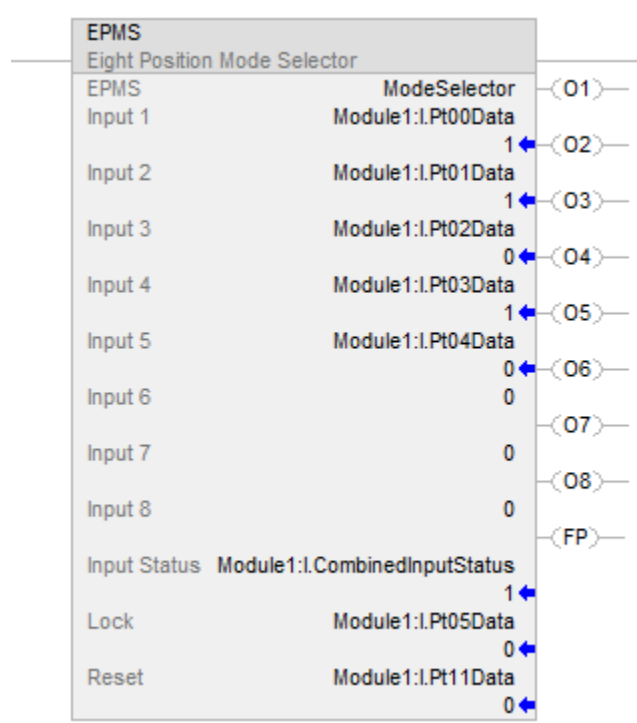 EPMS
Eight Position Mode Selector
EPMS ModeSelector (O1)
Input 1 Module1:I.Pt00Data
1 (O2)
Input 2 Module1:I.Pt01Data
1 (O3)
Input 3 Module1:I.Pt02Data
0 (O4)
Input 4 Module1:I.Pt03Data
1 (O5)
Input 5 Module1:I.Pt04Data
0 (O6)
Input 6 0
(O7)
Input 7 0
(O8)
Input 8 0
(FP)
Input Status Module1:I.CombinedInputStatus
1
Lock Module1:I.Pt05Data
0
Reset Module1:I.Pt11Data
0